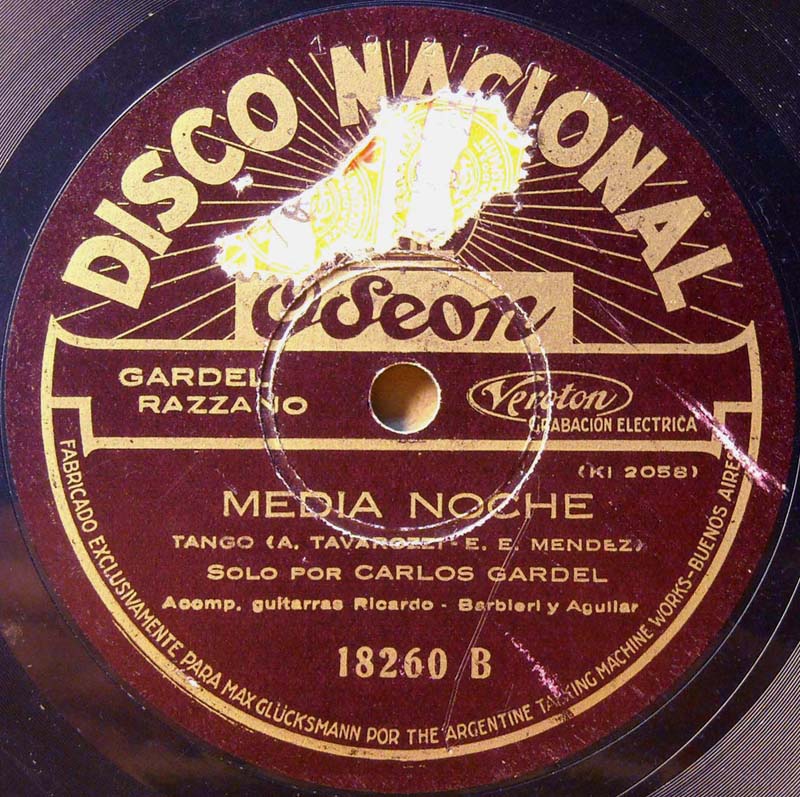 DISCO NACIONAL
Odeon
GARDEL
RAZZANO
Veroton
GRABACIÓN ELECTRICA
(KI 2058)
MEDIA NOCHE
TANGO (A. TAVAROZZI - E. E. MENDEZ)
SOLO POR CARLOS GARDEL
Acomp. guitarras Ricardo - Barbieri y Aguilar
18260 B
FABRICADO EXCLUSIVAMENTE PARA MAX GLÜCKSMANN POR THE ARGENTINE TALKING MACHINE WORKS-BUENOS AIRES